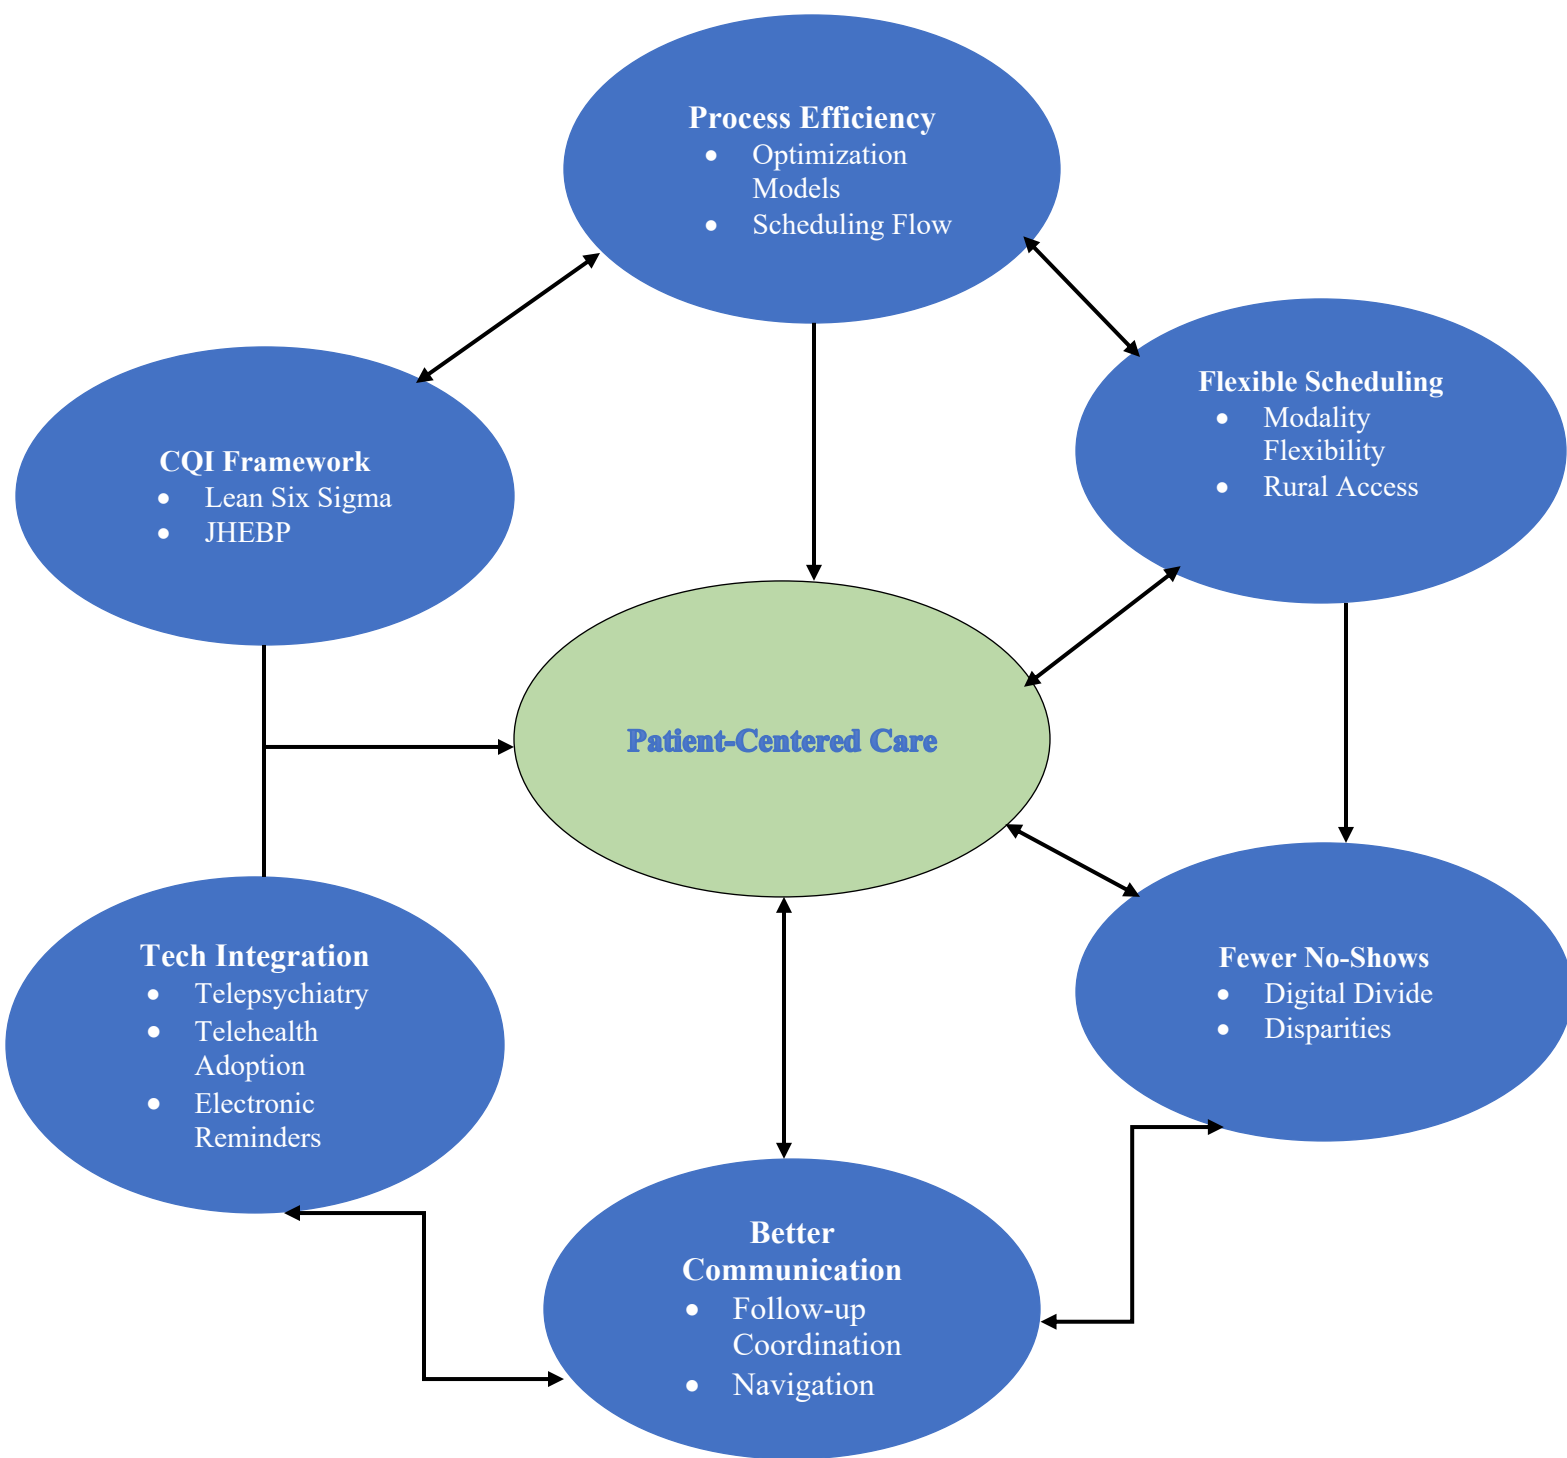 Process Efficiency
• Optimization
Models
• Scheduling Flow
Flexible Scheduling
• Modality
Flexibility
• Rural Access
CQI Framework
• Lean Six Sigma
• JHEBP
Patient-Centered Care
Tech Integration
• Telepsychiatry
• Telehealth
Adoption
• Electronic
Reminders
Fewer No-Shows
• Digital Divide
• Disparities
Better
Communication
• Follow-up
Coordination
• Navigation